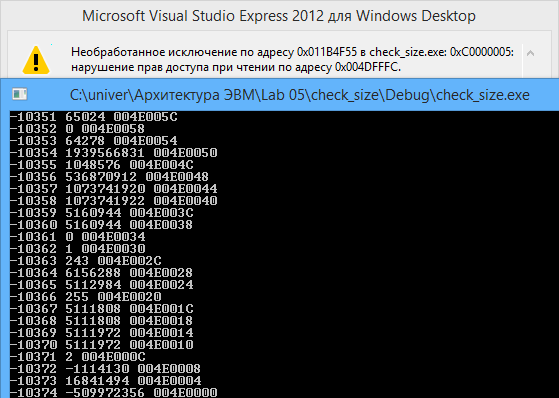 Microsoft Visual Studio Express 2012 для Windows Desktop
Необработанное исключение по адресу 0x011B4F55 в check_size.exe: 0xC0000005:
нарушение прав доступа при чтении по адресу 0x004DFFFC.
C:\univer\Архитектура ЭВМ\Lab 05\check_size\Debug\check_size.exe
-10351 65024 004E005C
-10352 0 004E0058
-10353 64278 004E0054
-10354 1939566831 004E0050
-10355 1048576 004E004C
-10356 536870912 004E0048
-10357 1073741920 004E0044
-10358 1073741922 004E0040
-10359 5160944 004E003C
-10360 5160944 004E0038
-10361 0 004E0034
-10362 1 004E0030
-10363 243 004E002C
-10364 6156288 004E0028
-10365 5112984 004E0024
-10366 255 004E0020
-10367 5111808 004E001C
-10368 5111808 004E0018
-10369 5111972 004E0014
-10370 5111972 004E0010
-10371 2 004E000C
-10372 -1114130 004E0008
-10373 16841494 004E0004
-10374 -509972356 004E0000